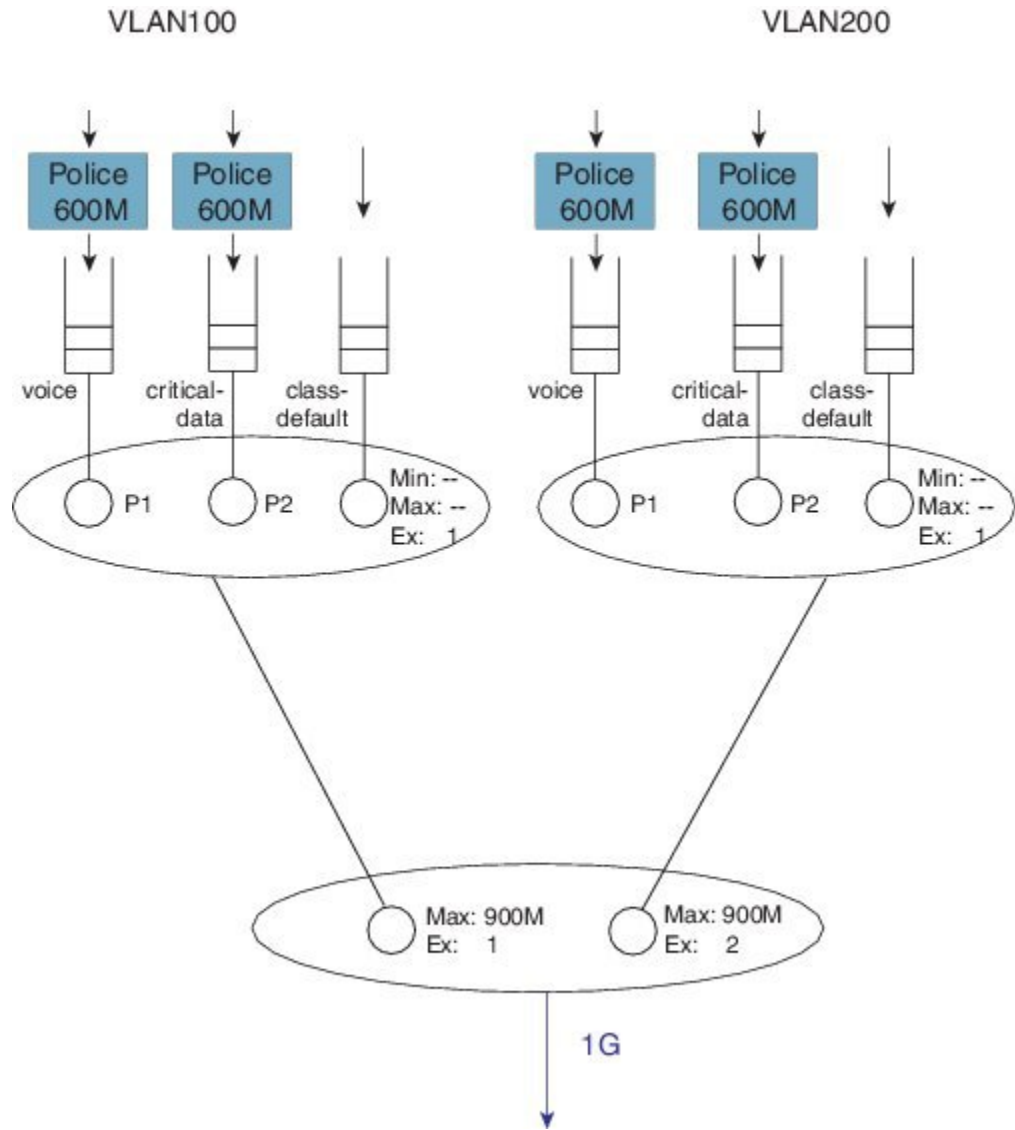 VLAN100
VLAN200
Police
600M
Police
600M
Police
600M
Police
600M
voice
critical-
data
class-
default
voice
critical-
data
class-
default
P1
P2
Min: --
Max: --
Ex: 1
P1
P2
Min: --
Max: --
Ex: 1
Max: 900M
Ex: 1
Max: 900M
Ex: 2
1G